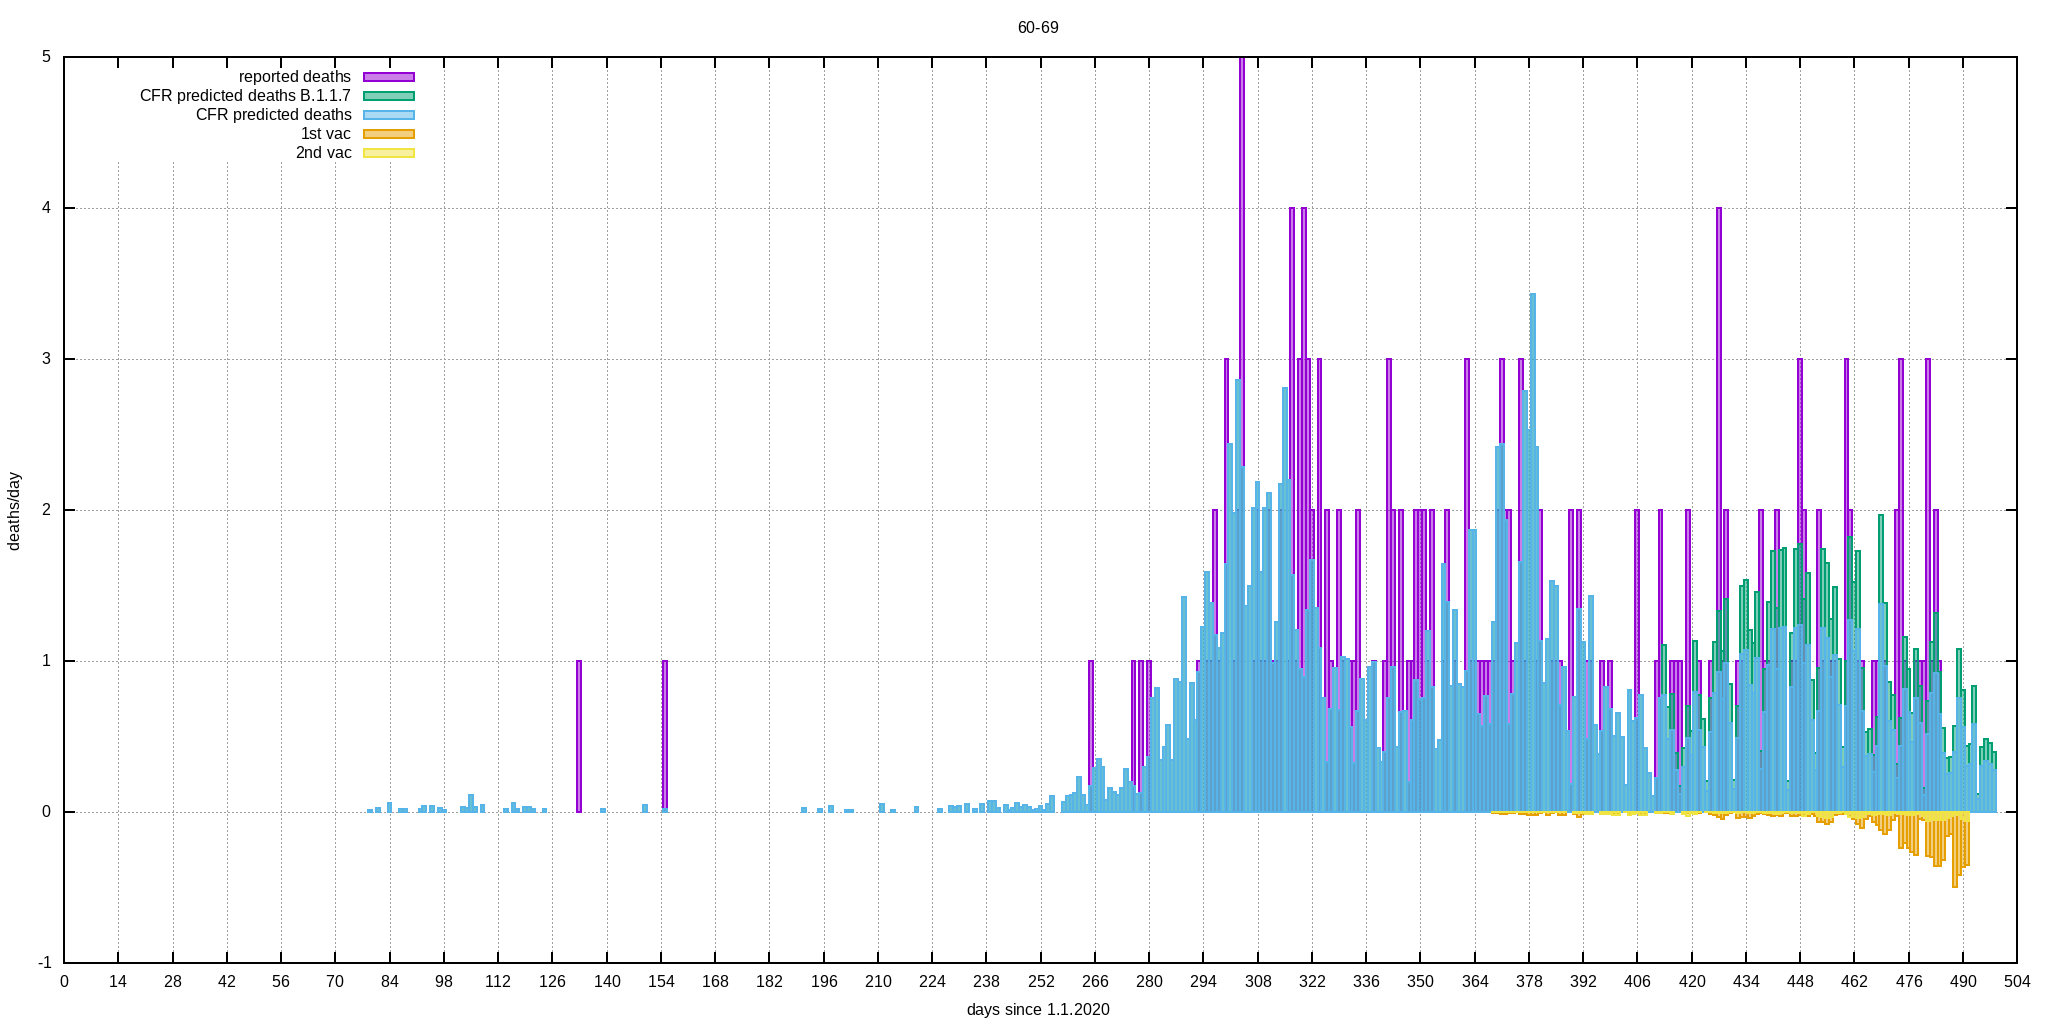 60-69
reported deaths
CFR predicted deaths B.1.1.7
CFR predicted deaths
1st vac
2nd vac
5
4
3
2
1
0
-1
deaths/day
0 14 28 42 56 70 84 98 112 126 140 154 168 182 196 210 224 238 252 266 280 294 308 322 336 350 364 378 392 406 420 434 448 462 476 490 504
days since 1.1.2020